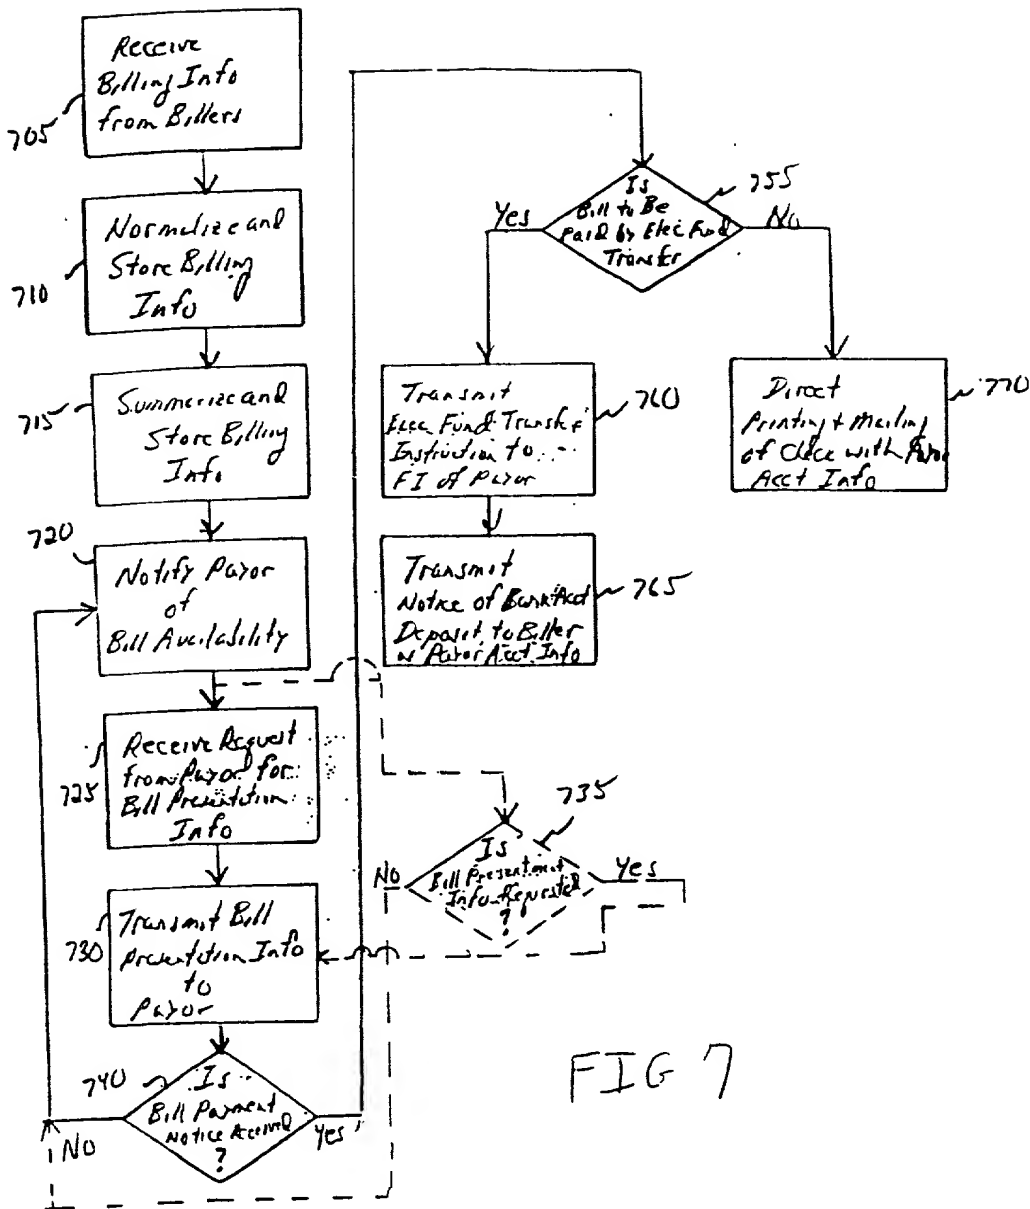 Receive
Billing Info
from Billers
705
Normalize and
Store Billing
Info
710
Summarize and
Store Billing
Info
715
720
Notify Payor
of
Bill Availability
Receive Request
from Payor for
Bill Presentation
Info
725
Transmit Bill
Presentation Info
to
Payor
730
740
Is
Bill Payment
Notice Received
?
No
Yes
Is
Bill to Be
Paid by Elec Fund
Transfer
755
Yes
No
Transmit
Elec Fund Transfer
Instruction to
FI of Payor
760
Transmit
Notice of Bank Acct
Deposit to Biller
w Payor Acct Info
765
Direct
Printing + Mailing
of Check with Payor
Acct Info
770
735
Is
Bill Presentment
Info Requested
?
No
Yes
FIG 7